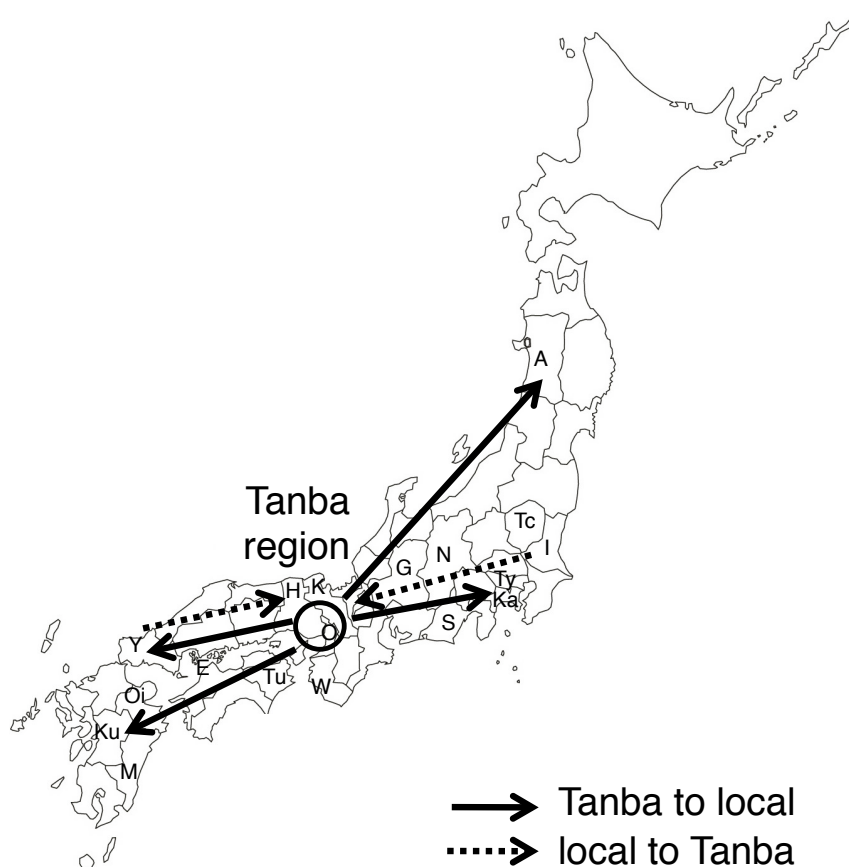 A
Tanba
region
Tc
I
N
G
Ty
Ka
K
H
S
O
Y
E
Tu
W
Oi
Ku
M
Tanba to local
local to Tanba